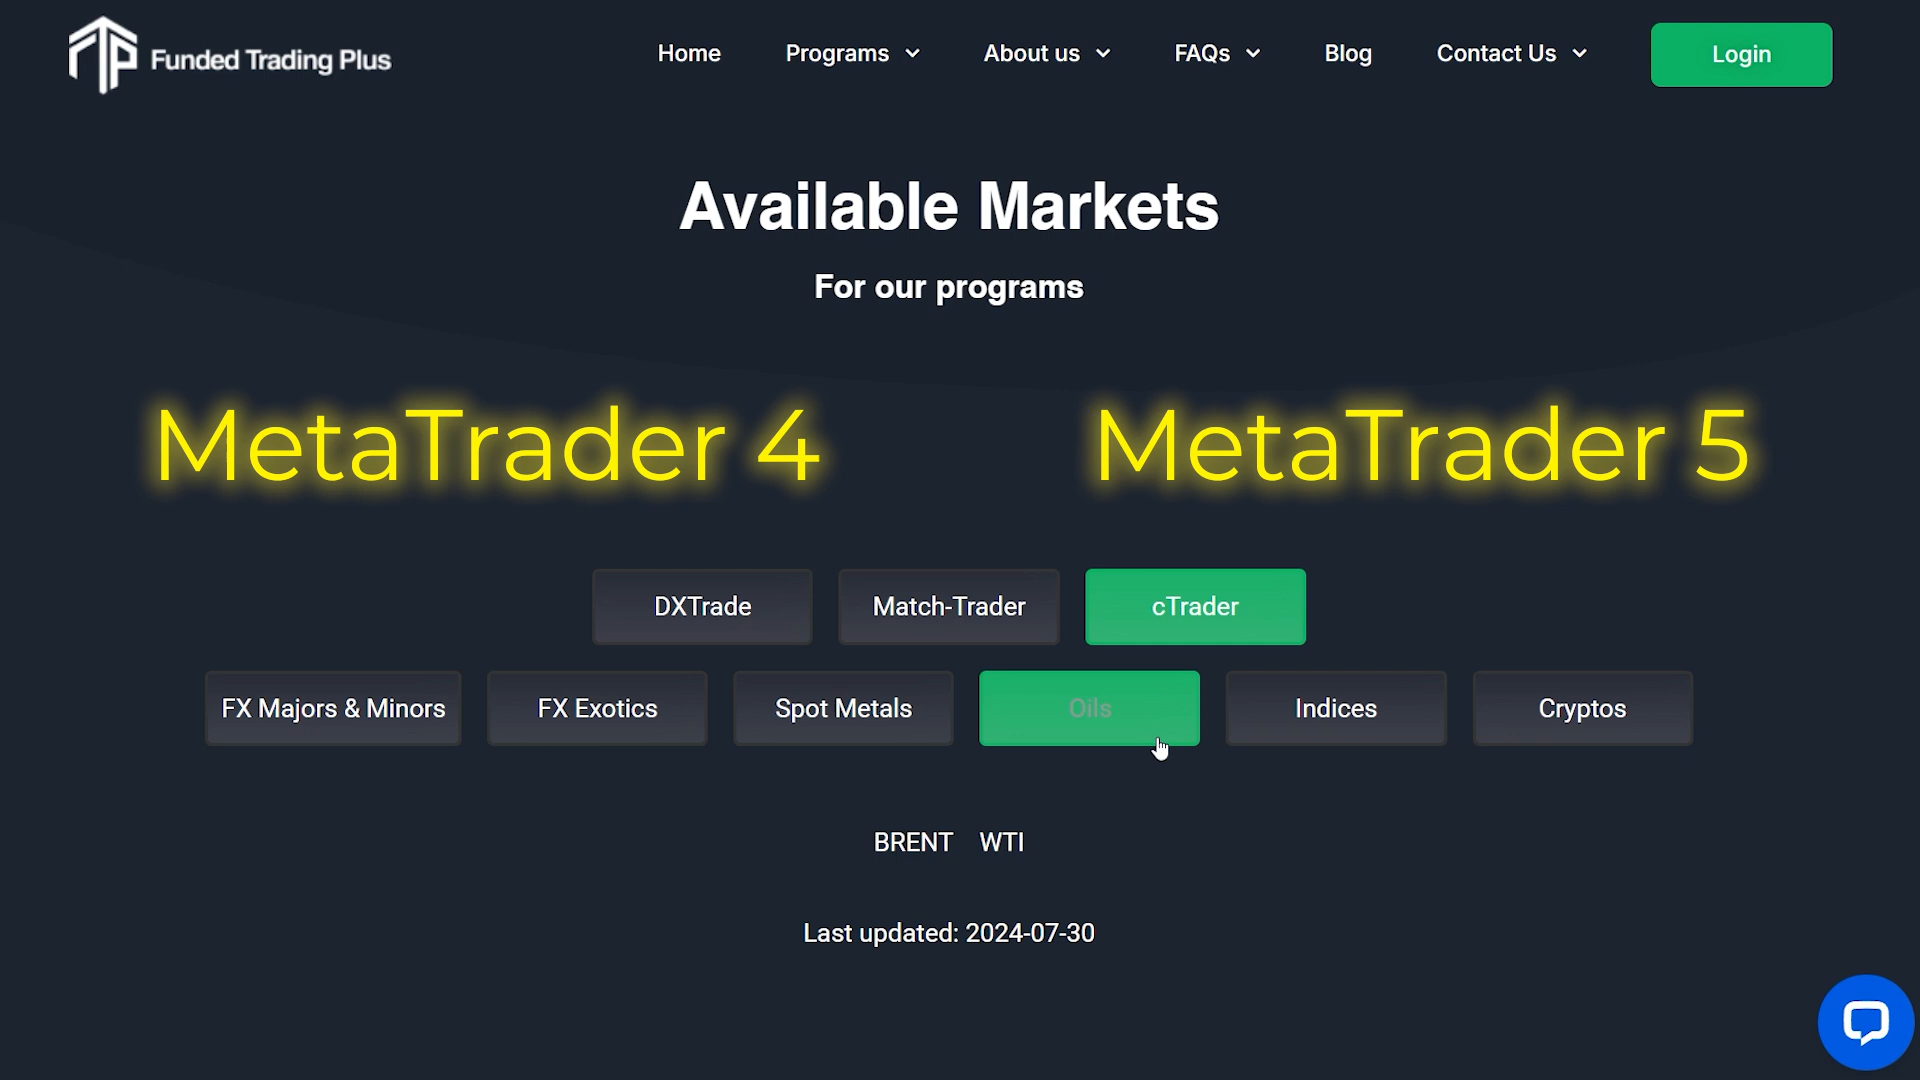 Funded Trading Plus
Home Programs About us FAQs Blog Contact Us Login
Available Markets
For our programs
MetaTrader 4 MetaTrader 5
DXTrade Match-Trader cTrader
FX Majors & Minors FX Exotics Spot Metals Oils Indices Cryptos
BRENT WTI
Last updated: 2024-07-30